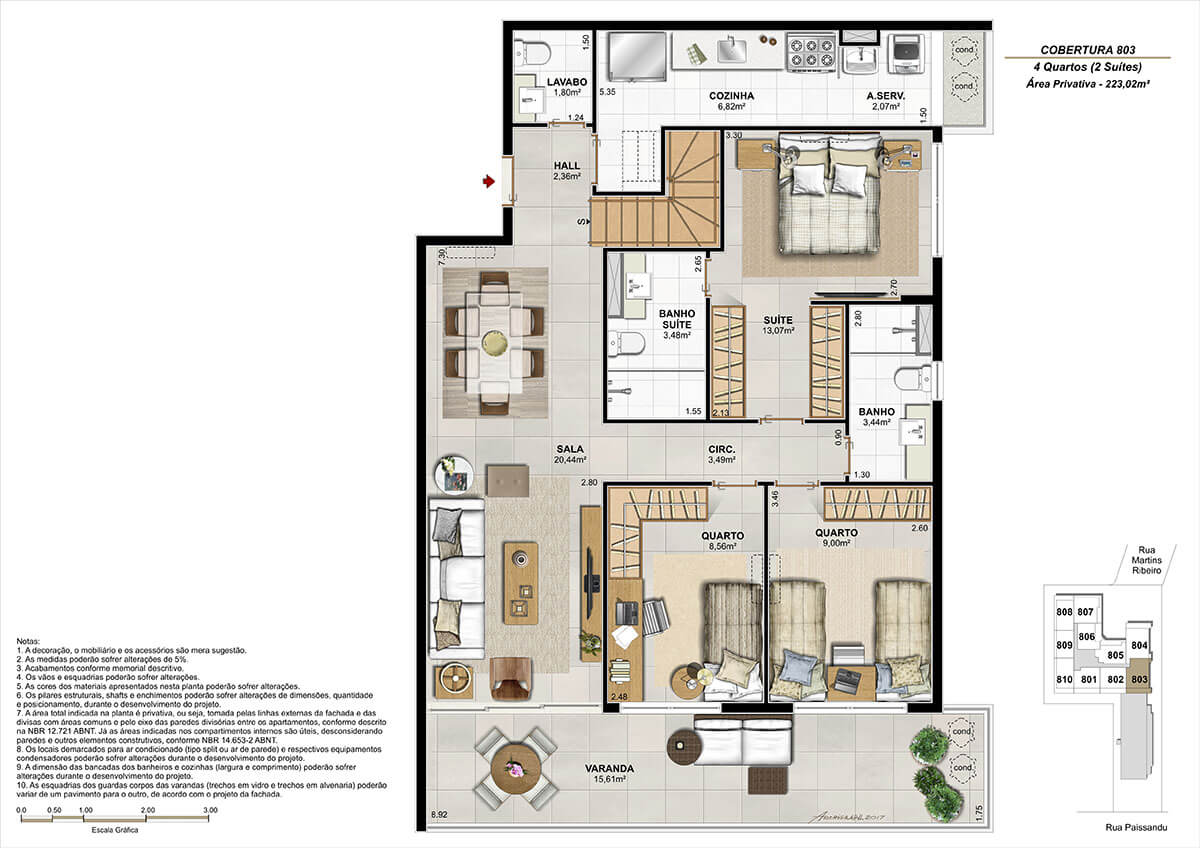 COBERTURA 803
4 Quartos (2 Suítes)
Área Privativa - 223,02m²
1.50
LAVABO
1,80m²
1.24
5.35
COZINHA
6,82m²
A.SERV.
2,07m²
1.50
cond.
cond.
HALL
2,36m²
3.30
S
7.30
2.65
2.70
BANHO
SUÍTE
3,48m²
1.55
SUÍTE
13,07m²
2.13
2.80
BANHO
3,44m²
0.90
1.30
SALA
20,44m²
2.80
CIRC.
3,49m²
3.46
2.60
QUARTO
8,56m²
QUARTO
9,00m²
2.48
VARANDA
15,61m²
8.92
1.75
cond.
cond.
2017
Rua
Martins
Ribeiro
808 807
806
809 805 804
810 801 802 803
Rua Paissandu
Notas:
1. A decoração, o mobiliário e os acessórios são mera sugestão.
2. As medidas poderão sofrer alterações de 5%.
3. Acabamentos conforme memorial descritivo.
4. Os vãos e esquadrias poderão sofrer alterações.
5. As cores dos materiais apresentados nesta planta poderão sofrer alterações.
6. Os pilares estruturais, shafts e enchimentos poderão sofrer alterações de dimensões, quantidade
e posicionamento, durante o desenvolvimento do projeto.
7. A área total indicada na planta é privativa, ou seja, tomada pelas linhas externas da fachada e das
divisas com áreas comuns e pelo eixo das paredes divisórias entre os apartamentos, conforme descrito
na NBR 12.721 ABNT. Já as áreas indicadas nos compartimentos internos são úteis, desconsiderando
paredes e outros elementos construtivos, conforme NBR 14.653-2 ABNT.
8. Os locais demarcados para ar condicionado (tipo split ou ar de parede) e respectivos equipamentos
condensadores poderão sofrer alterações durante o desenvolvimento do projeto.
9. A dimensão das bancadas dos banheiros e cozinhas (largura e comprimento) poderão sofrer
alterações durante o desenvolvimento do projeto.
10. As esquadrias dos guardas corpos das varandas (trechos em vidro e trechos em alvenaria) poderão
variar de um pavimento para o outro, de acordo com o projeto da fachada.
0.0 0.50 1.00 2.00 3.00
Escala Gráfica